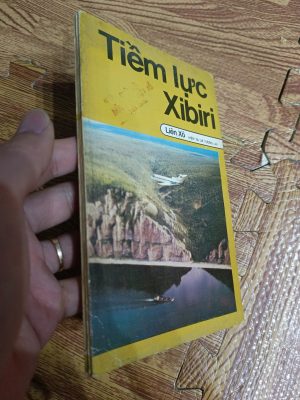 Tiềm lực
Xibiri
Liên Xô